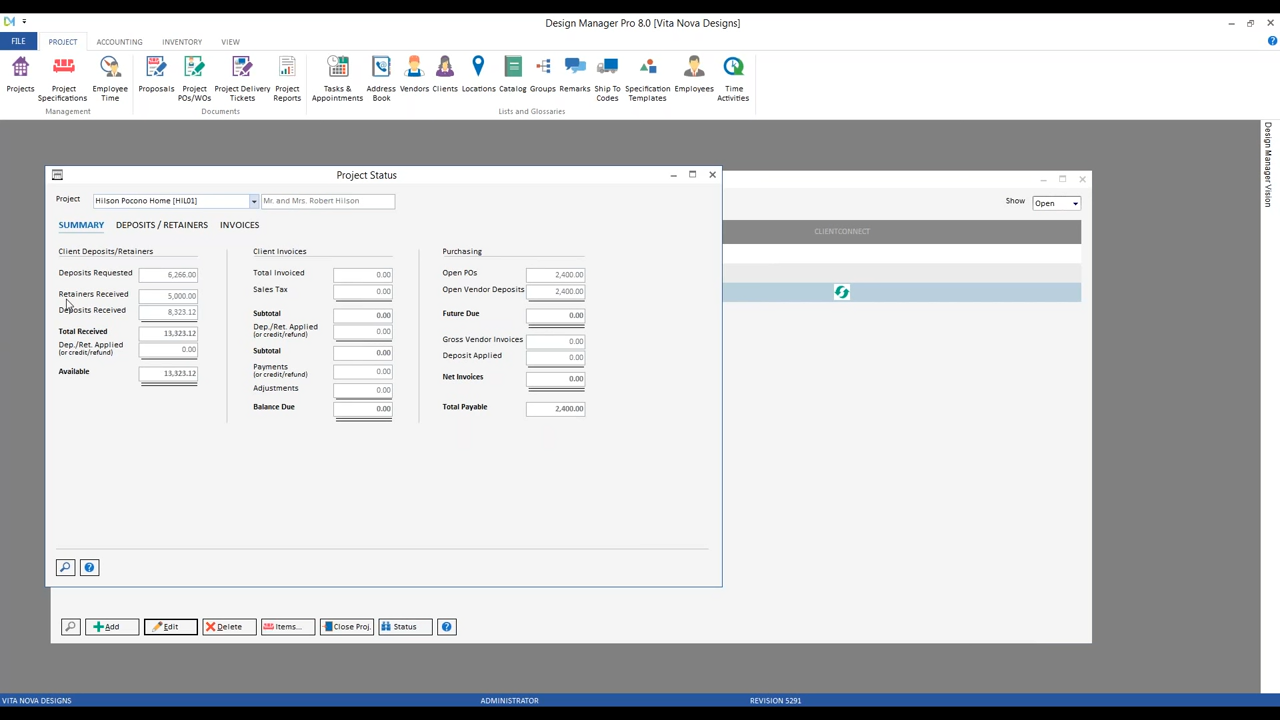 Design Manager Pro 8.0 [Vita Nova Designs]
FILE PROJECT ACCOUNTING INVENTORY VIEW
Projects
Project Specifications
Employee Time
Proposals
Project POs/WOs
Project Delivery Tickets
Project Reports
Tasks & Appointments
Address Book
Vendors
Clients
Locations
Catalog
Groups
Remarks
Ship To Codes
Specification Templates
Employees
Time Activities
Management
Documents
Lists and Glossaries
Design Manager Vision
Project Status
Project Hilson Pocono Home [HIL01] Mr. and Mrs. Robert Hilson
Show Open
SUMMARY DEPOSITS / RETAINERS INVOICES
CLIENTCONNECT
Client Deposits/Retainers
Deposits Requested 6,266.00
Retainers Received 5,000.00
Deposits Received 8,323.12
Total Received 13,323.12
Dep./Ret. Applied 0.00
(or credit/refund)
Available 13,323.12
Client Invoices
Total Invoiced 0.00
Sales Tax 0.00
Subtotal 0.00
Dep./Ret. Applied 0.00
(or credit/refund)
Subtotal 0.00
Payments 0.00
(or credit/refund)
Adjustments 0.00
Balance Due 0.00
Purchasing
Open POs 2,400.00
Open Vendor Deposits 2,400.00
Future Due 0.00
Gross Vendor Invoices 0.00
Deposit Applied 0.00
Net Invoices 0.00
Total Payable 2,400.00
Add Edit Delete Items... Close Proj. Status
VITA NOVA DESIGNS ADMINISTRATOR REVISION 5291